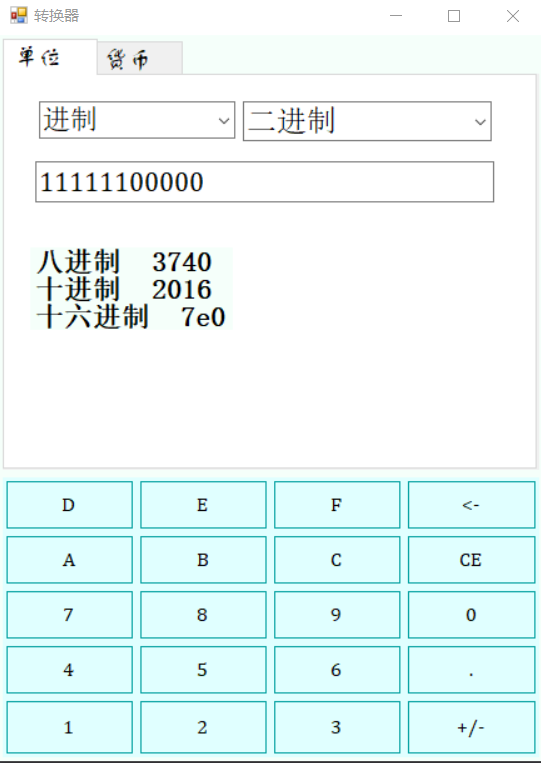 转换器
单位 货币
进制 二进制
11111100000
八进制 3740
十进制 2016
十六进制 7e0
D E F <-
A B C CE
7 8 9 0
4 5 6 .
1 2 3 +/-